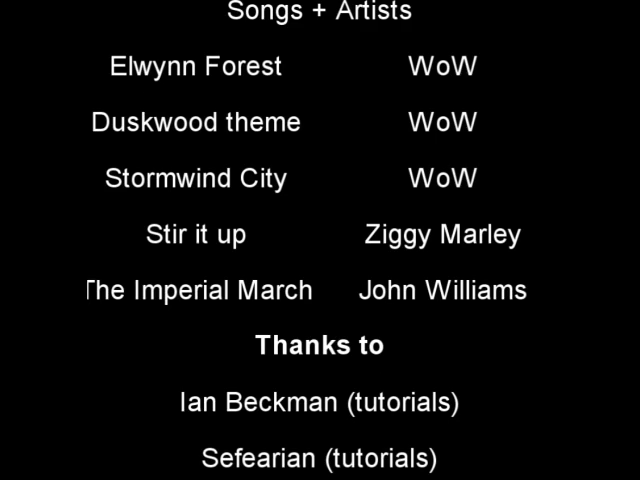 Songs + Artists
Elwynn Forest WoW
Duskwood theme WoW
Stormwind City WoW
Stir it up Ziggy Marley
The Imperial March John Williams
Thanks to
Ian Beckman (tutorials)
Sefearian (tutorials)